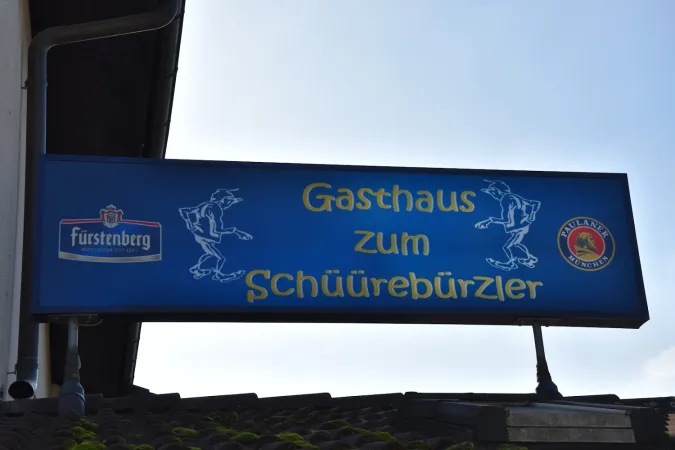 Gasthaus
zum
Schüürebürzler
Fürstenberg
PAULANER
MÜNCHEN